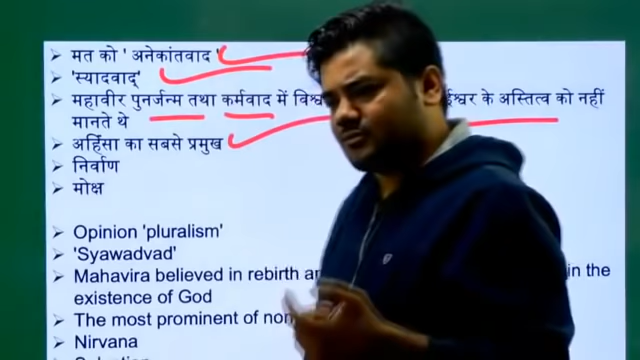 मत को ' अनेकांतवाद '
'स्यादवाद्'
महावीर पुनर्जन्म तथा कर्मवाद में ईश्वर के अस्तित्व को नहीं
मानते थे
अहिंसा का सबसे प्रमुख
निर्वाण
मोक्ष
Opinion 'pluralism'
'Syawadvad'
Mahavira believed in rebirth in the
existence of God
The most prominent of
Nirvana